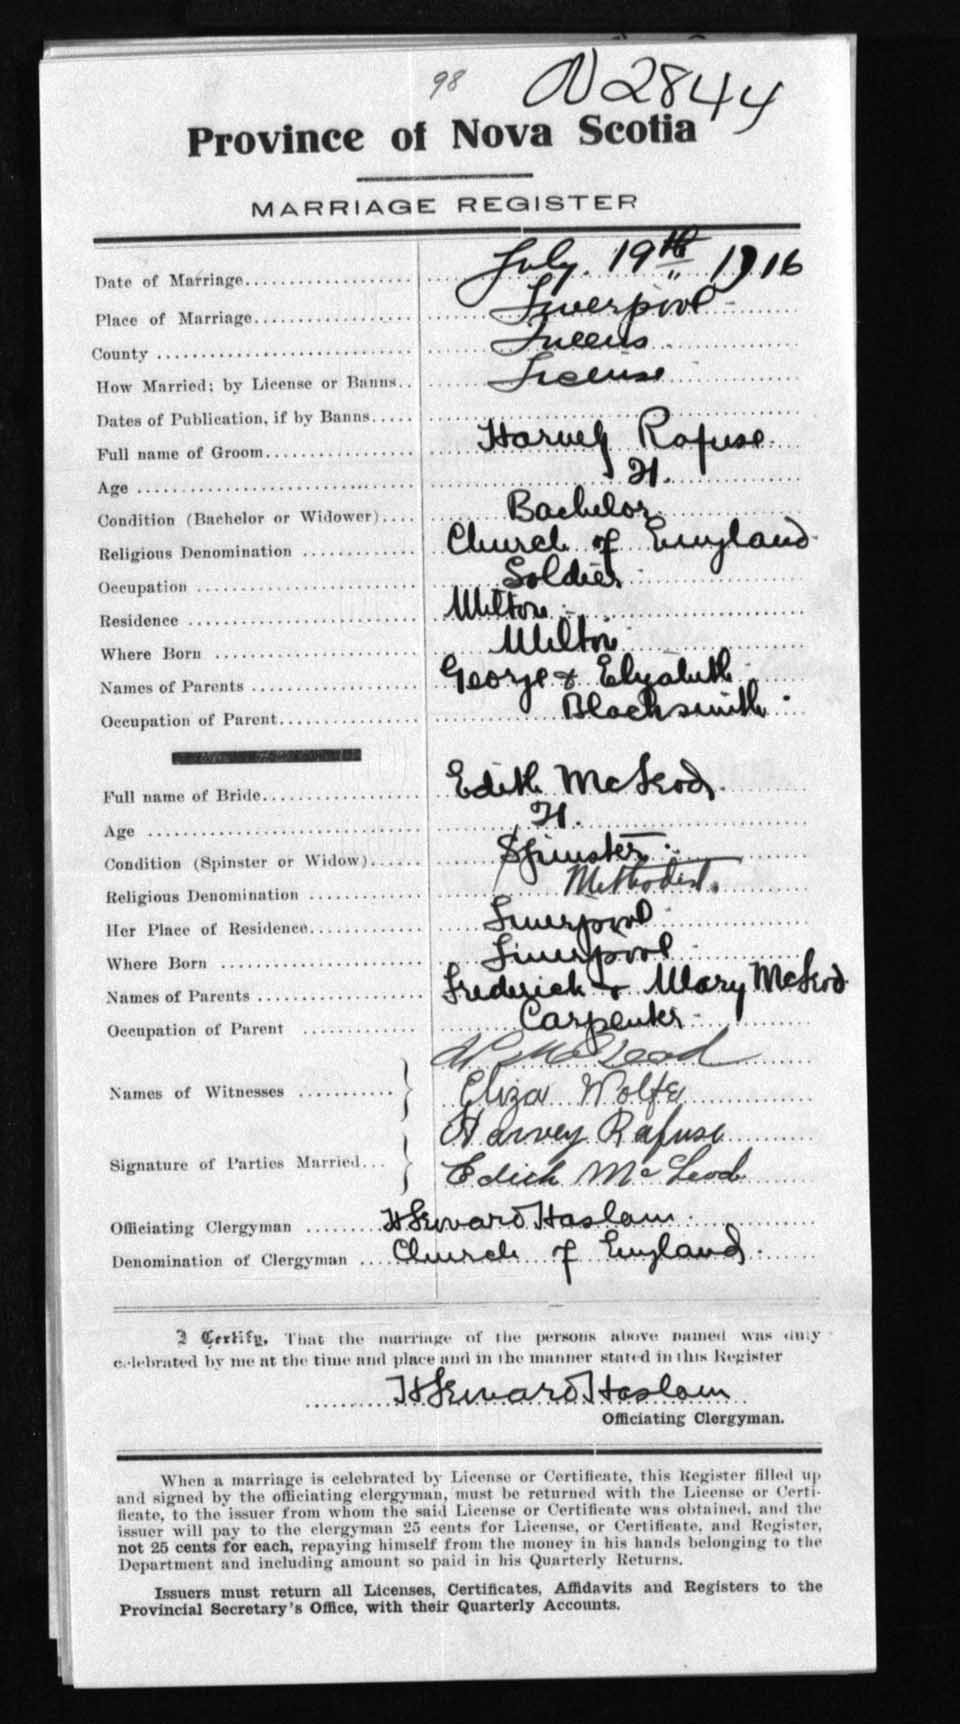 98
N 2844
Province of Nova Scotia
MARRIAGE REGISTER
Date of Marriage July. 19th 1916
Place of Marriage Liverpool
County Queens
How Married; by License or Banns License
Dates of Publication, if by Banns
Full name of Groom Harvey Rafuse
Age 21.
Condition (Bachelor or Widower) Bachelor
Religious Denomination Church of England
Occupation Soldier
Residence Milton
Where Born Milton
Names of Parents George & Elizabeth
Occupation of Parent Blacksmith
Full name of Bride Edith McLeod
Age 21.
Condition (Spinster or Widow) Spinster
Religious Denomination Methodist.
Her Place of Residence Liverpool
Where Born Liverpool
Names of Parents Frederick & Mary McLeod
Occupation of Parent Carpenter
McLeod
Names of Witnesses Eliza Wolfe
Harvey Rafuse
Signature of Parties Married Edith McLeod
Officiating Clergyman Haslam
Denomination of Clergyman Church of England
I Certify, That the marriage of the persons above named was duly
celebrated by me at the time and place and in the manner stated in this Register
Haslam
Officiating Clergyman.
When a marriage is celebrated by License or Certificate, this Register filled up
and signed by the officiating clergyman, must be returned with the License or Certi-
ficate, to the issuer from whom the said License or Certificate was obtained, and the
issuer will pay to the clergyman 25 cents for License, or Certificate, and Register,
not 25 cents for each, repaying himself from the money in his hands belonging to the
Department and including amount so paid in his Quarterly Returns.
Issuers must return all Licenses, Certificates, Affidavits and Registers to the
Provincial Secretary's Office, with their Quarterly Accounts.